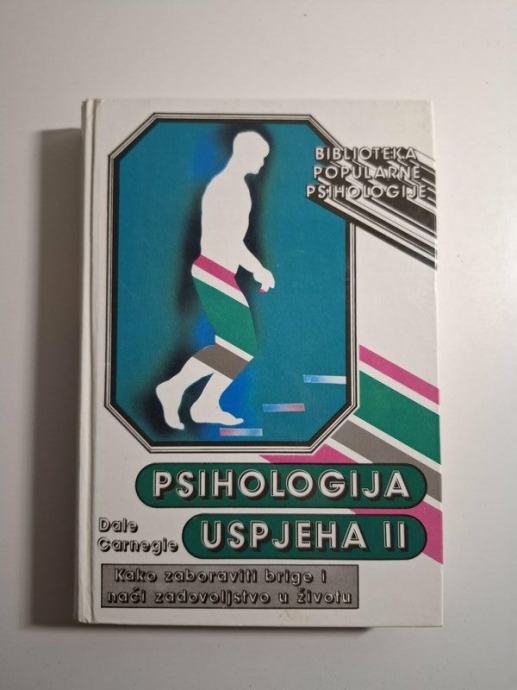 BIBLIOTEKA
POPULARNE
PSIHOLOGIJE
PSIHOLOGIJA
Dale
Carnegie
USPJEHA II
Kako zaboraviti brige i
naći zadovoljstvo u životu